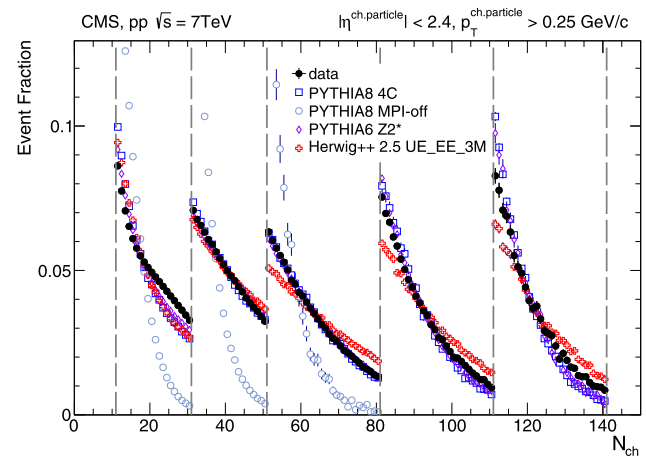 CMS, pp √s = 7TeV
|η^ch.particle| < 2.4, p_T^ch.particle > 0.25 GeV/c
Event Fraction
data
PYTHIA8 4C
PYTHIA8 MPI-off
PYTHIA6 Z2*
Herwig++ 2.5 UE_EE_3M
0.1
0.05
0
0 20 40 60 80 100 120 140
N_ch